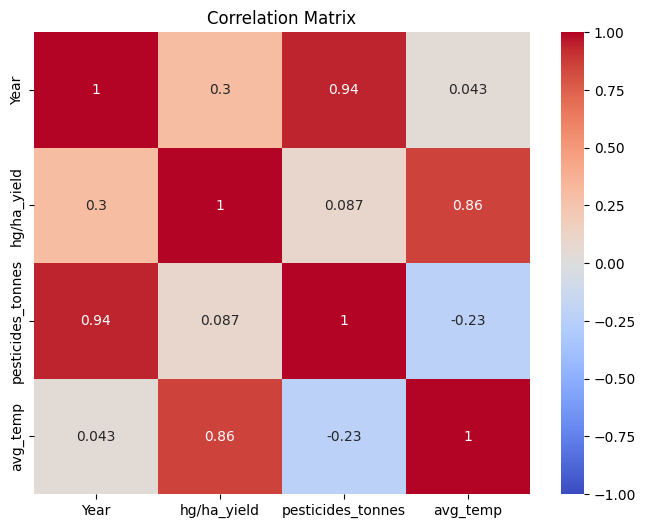 Correlation Matrix
Year
1
0.3
0.94
0.043
hg/ha_yield
0.3
1
0.087
0.86
pesticides_tonnes
0.94
0.087
1
-0.23
avg_temp
0.043
0.86
-0.23
1
Year
hg/ha_yield
pesticides_tonnes
avg_temp
1.00
0.75
0.50
0.25
0.00
−0.25
−0.50
−0.75
−1.00